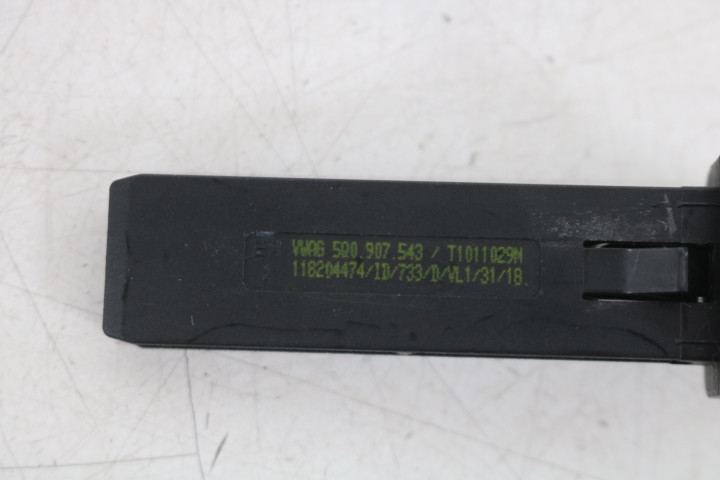 VWAG 5Q0.907.543 / T1011029M
118204474/ID/733/D/VL1/31/18